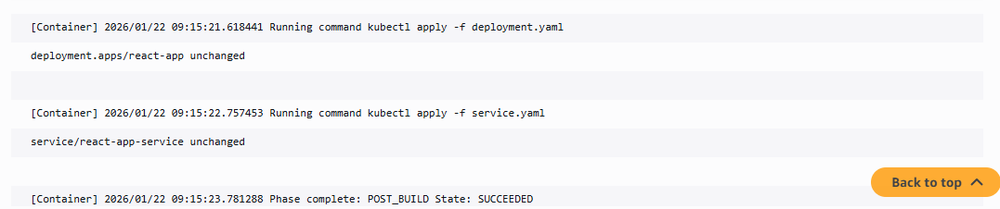 [Container] 2026/01/22 09:15:21.618441 Running command kubectl apply -f deployment.yaml
deployment.apps/react-app unchanged
[Container] 2026/01/22 09:15:22.757453 Running command kubectl apply -f service.yaml
service/react-app-service unchanged
Back to top
[Container] 2026/01/22 09:15:23.781288 Phase complete: POST_BUILD State: SUCCEEDED